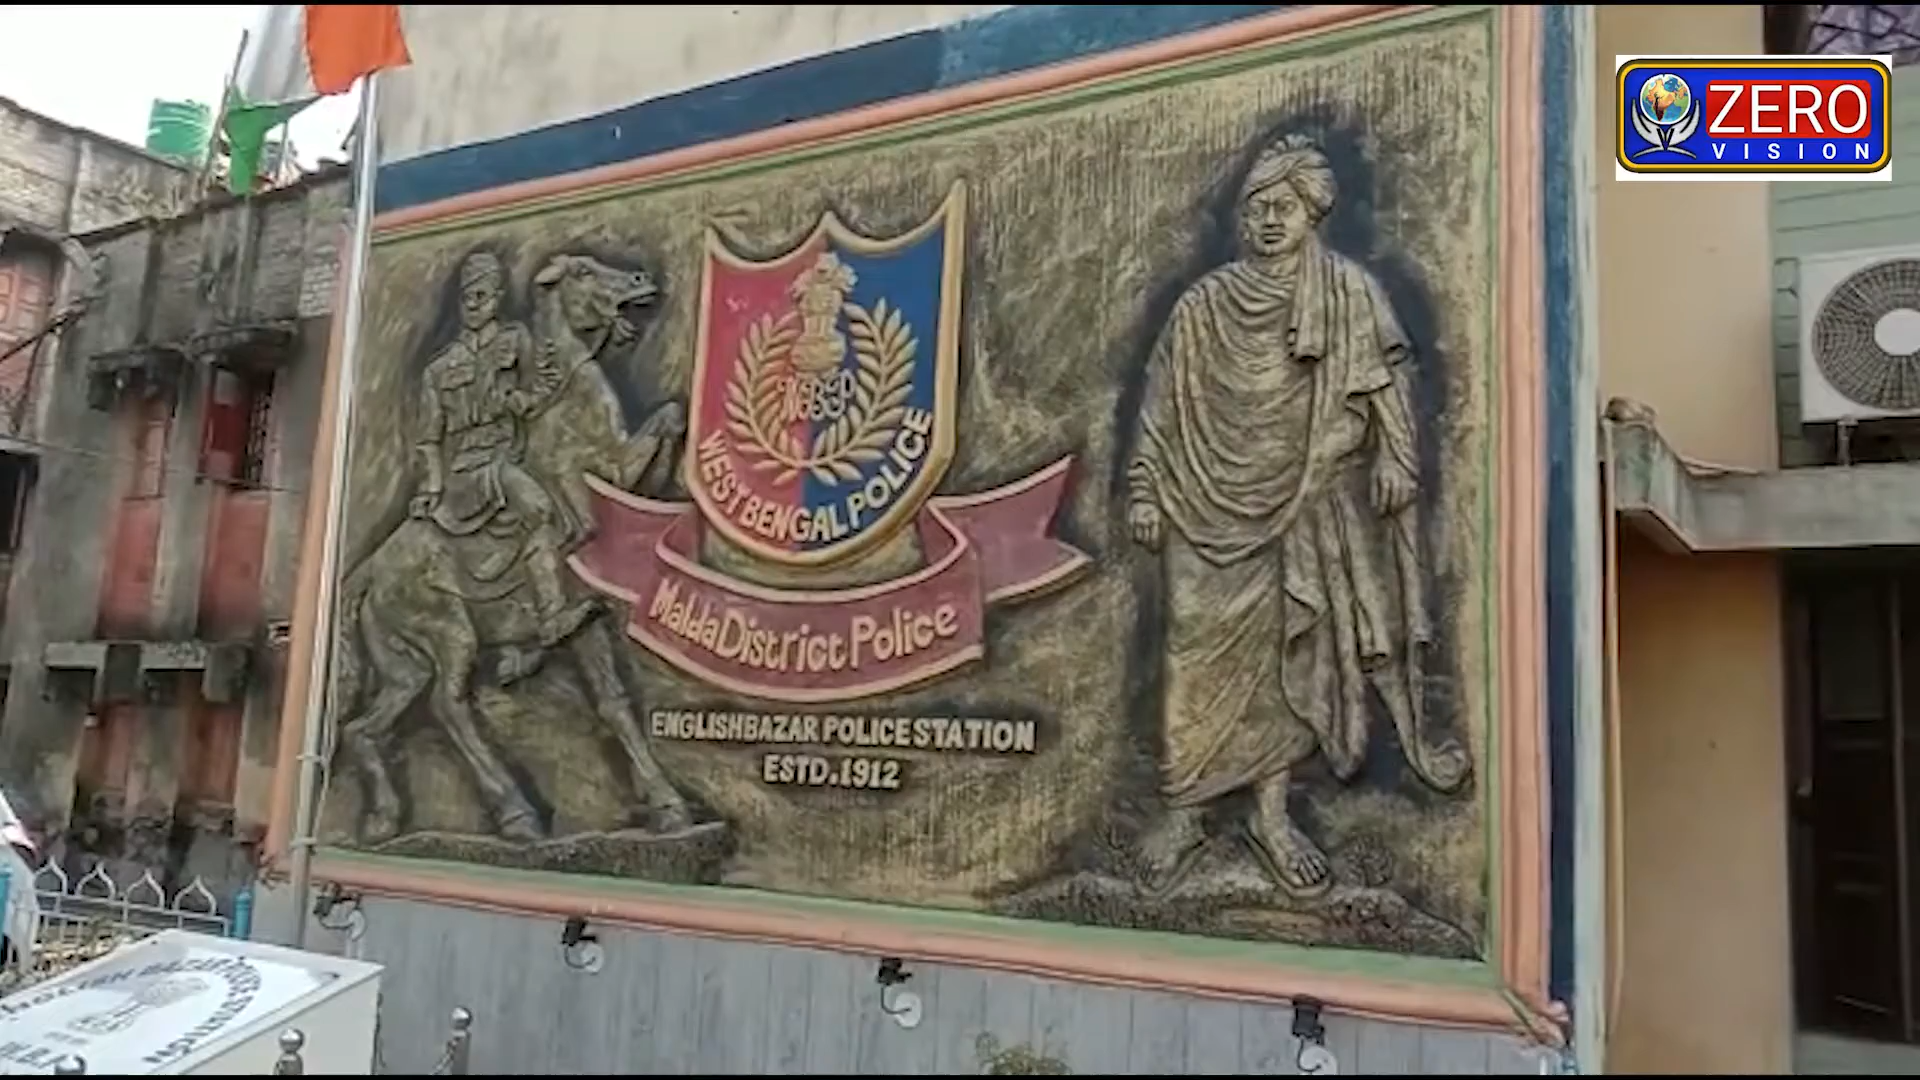 ZERO
VISION
WBP
WEST BENGAL POLICE
Malda District Police
ENGLISHBAZAR POLICE STATION
ESTD.1912